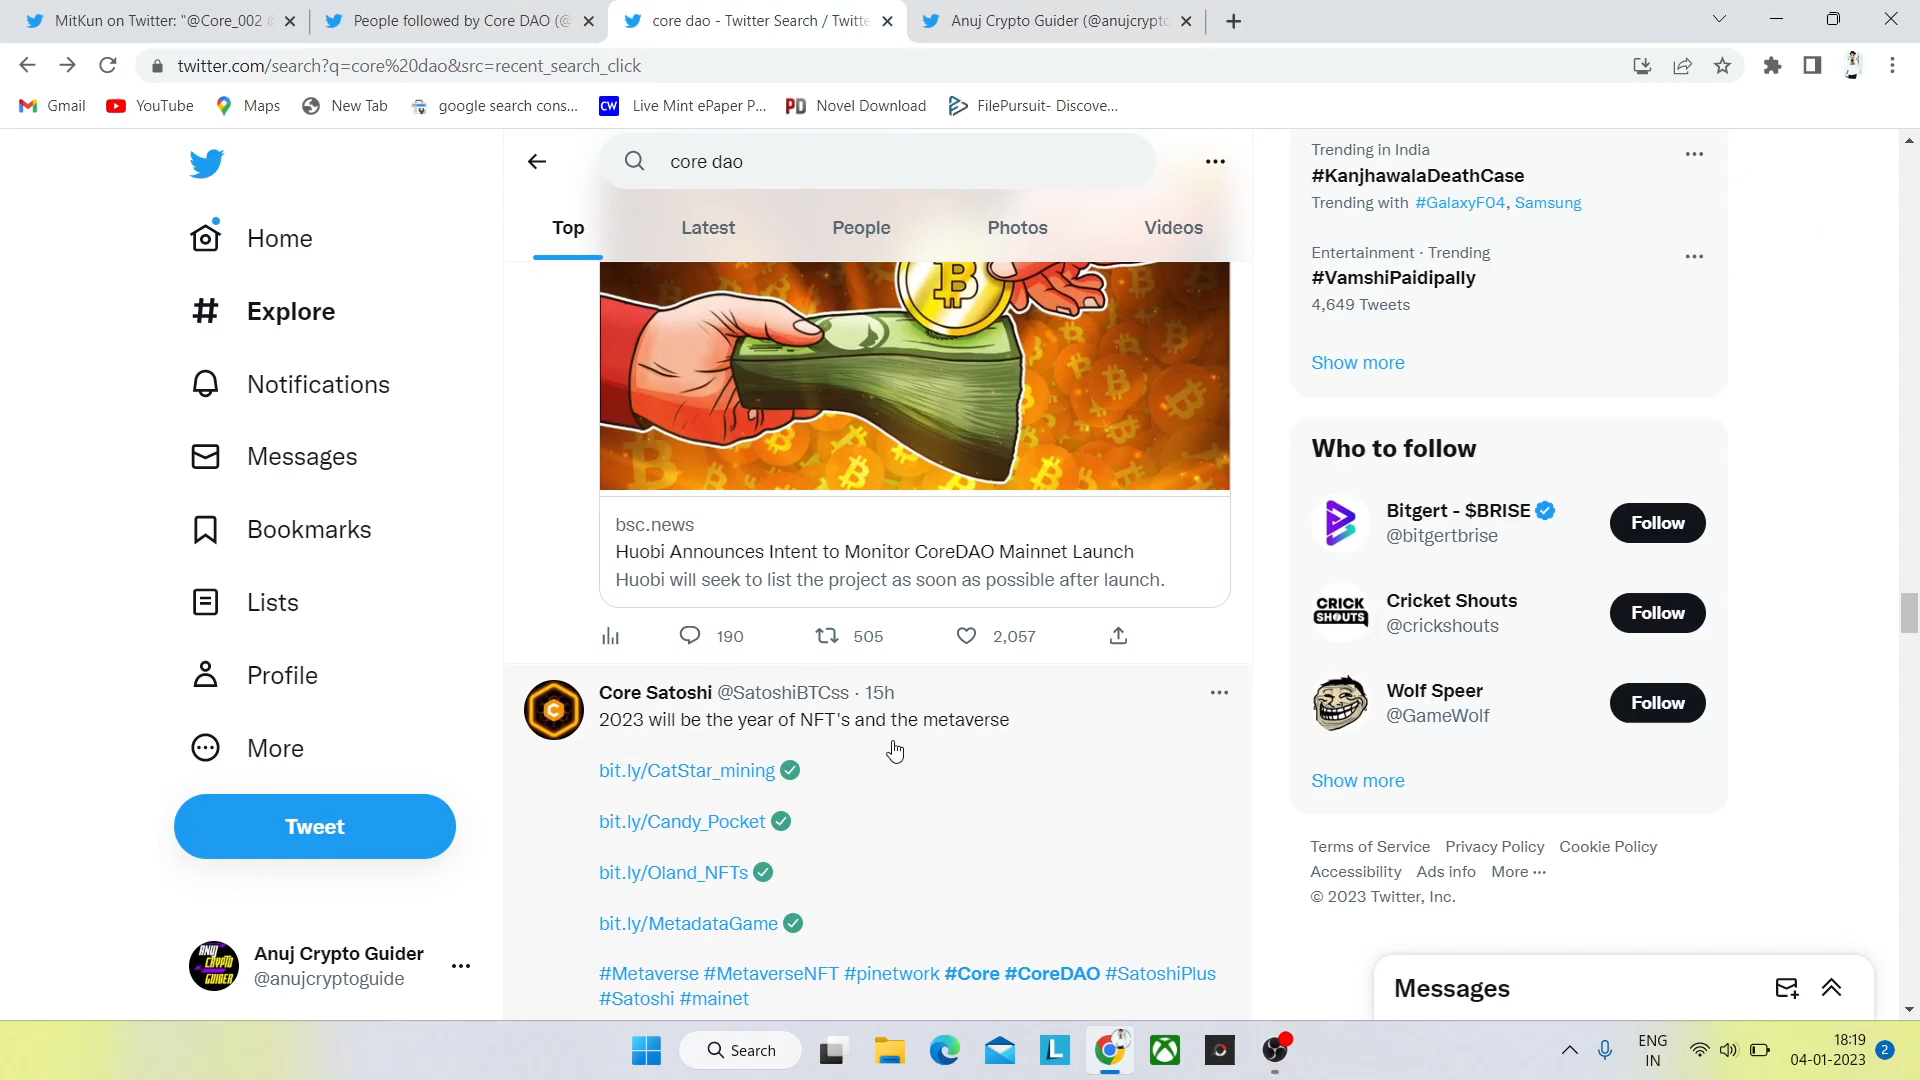 MitKun on Twitter: "@Core_002
People followed by Core DAO (@
core dao - Twitter Search / Twitte
Anuj Crypto Guider (@anujcrypto
twitter.com/search?q=core%20dao&src=recent_search_click
Gmail
YouTube
Maps
New Tab
google search cons...
CW
Live Mint ePaper P...
PD
Novel Download
FilePursuit- Discove...
core dao
Top
Latest
People
Photos
Videos
Home
Explore
Notifications
Messages
Bookmarks
Lists
Profile
More
Tweet
ANUJ
CRYPTO
GUIDER
Anuj Crypto Guider
@anujcryptoguide
bsc.news
Huobi Announces Intent to Monitor CoreDAO Mainnet Launch
Huobi will seek to list the project as soon as possible after launch.
190
505
2,057
Core Satoshi @SatoshiBTCss · 15h
2023 will be the year of NFT's and the metaverse
bit.ly/CatStar_mining
bit.ly/Candy_Pocket
bit.ly/Oland_NFTs
bit.ly/MetadataGame
#Metaverse #MetaverseNFT #pinetwork #Core #CoreDAO #SatoshiPlus
#Satoshi #mainet
Trending in India
#KanjhawalaDeathCase
Trending with #GalaxyF04, Samsung
Entertainment · Trending
#VamshiPaidipally
4,649 Tweets
Show more
Who to follow
Bitgert - $BRISE
@bitgertbrise
Follow
CRICK
SHOUTS
Cricket Shouts
@crickshouts
Follow
Wolf Speer
@GameWolf
Follow
Show more
Terms of Service Privacy Policy Cookie Policy
Accessibility Ads info More ···
© 2023 Twitter, Inc.
Messages
Search
ENG
IN
18:19
04-01-2023
2